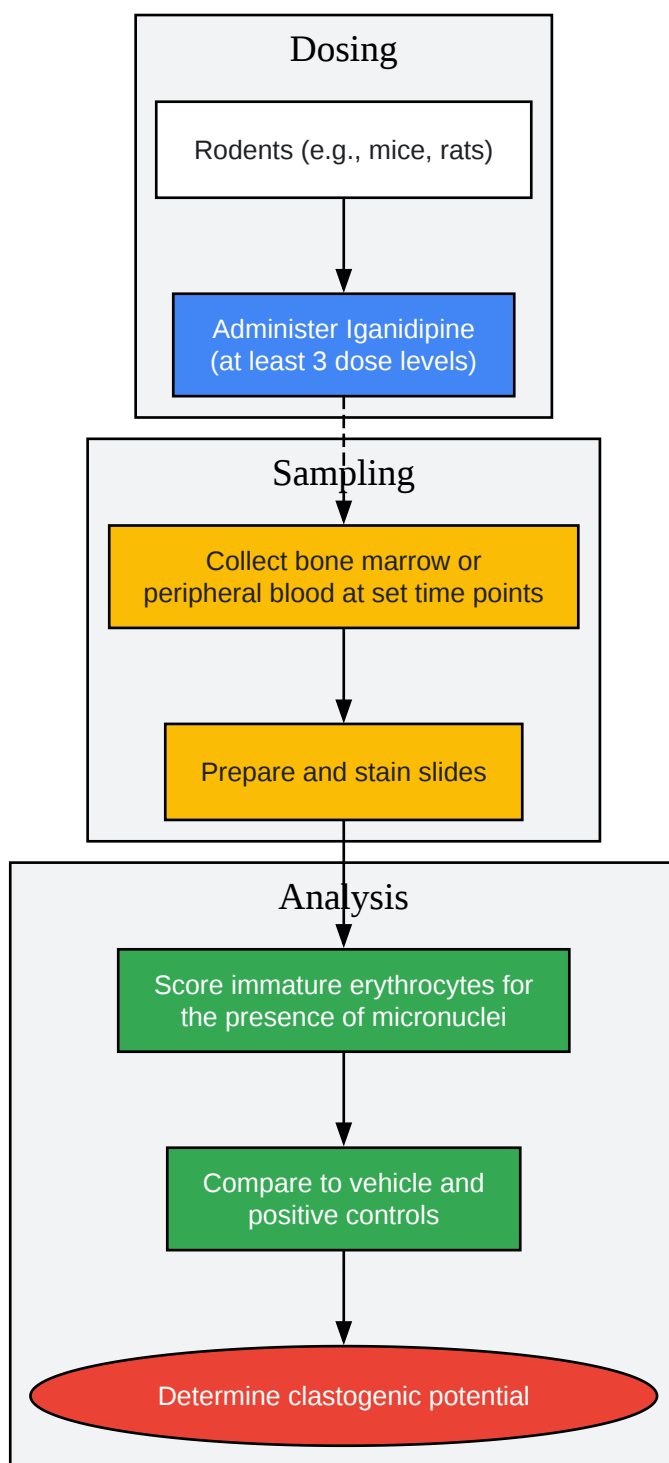 Dosing
Rodents (e.g., mice, rats)
Administer Iganidipine
(at least 3 dose levels)
Sampling
Collect bone marrow or
peripheral blood at set time points
Prepare and stain slides
Analysis
Score immature erythrocytes for
the presence of micronuclei
Compare to vehicle and
positive controls
Determine clastogenic potential